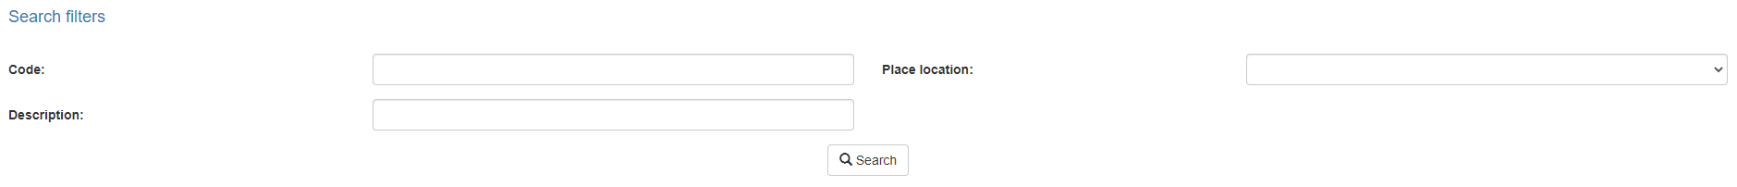 Search filters
Code:
Place location:
Description:
Search